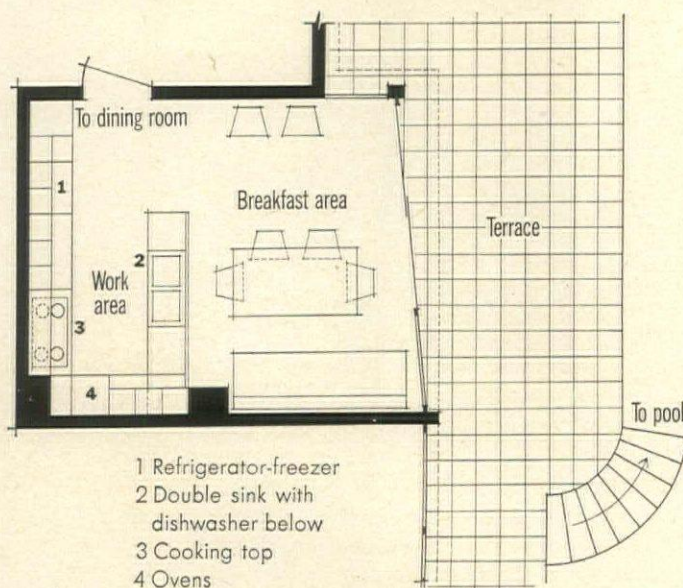 To dining room
1
Breakfast area
Terrace
2
Work
area
3
4
To pool
1 Refrigerator-freezer
2 Double sink with
dishwasher below
3 Cooking top
4 Ovens